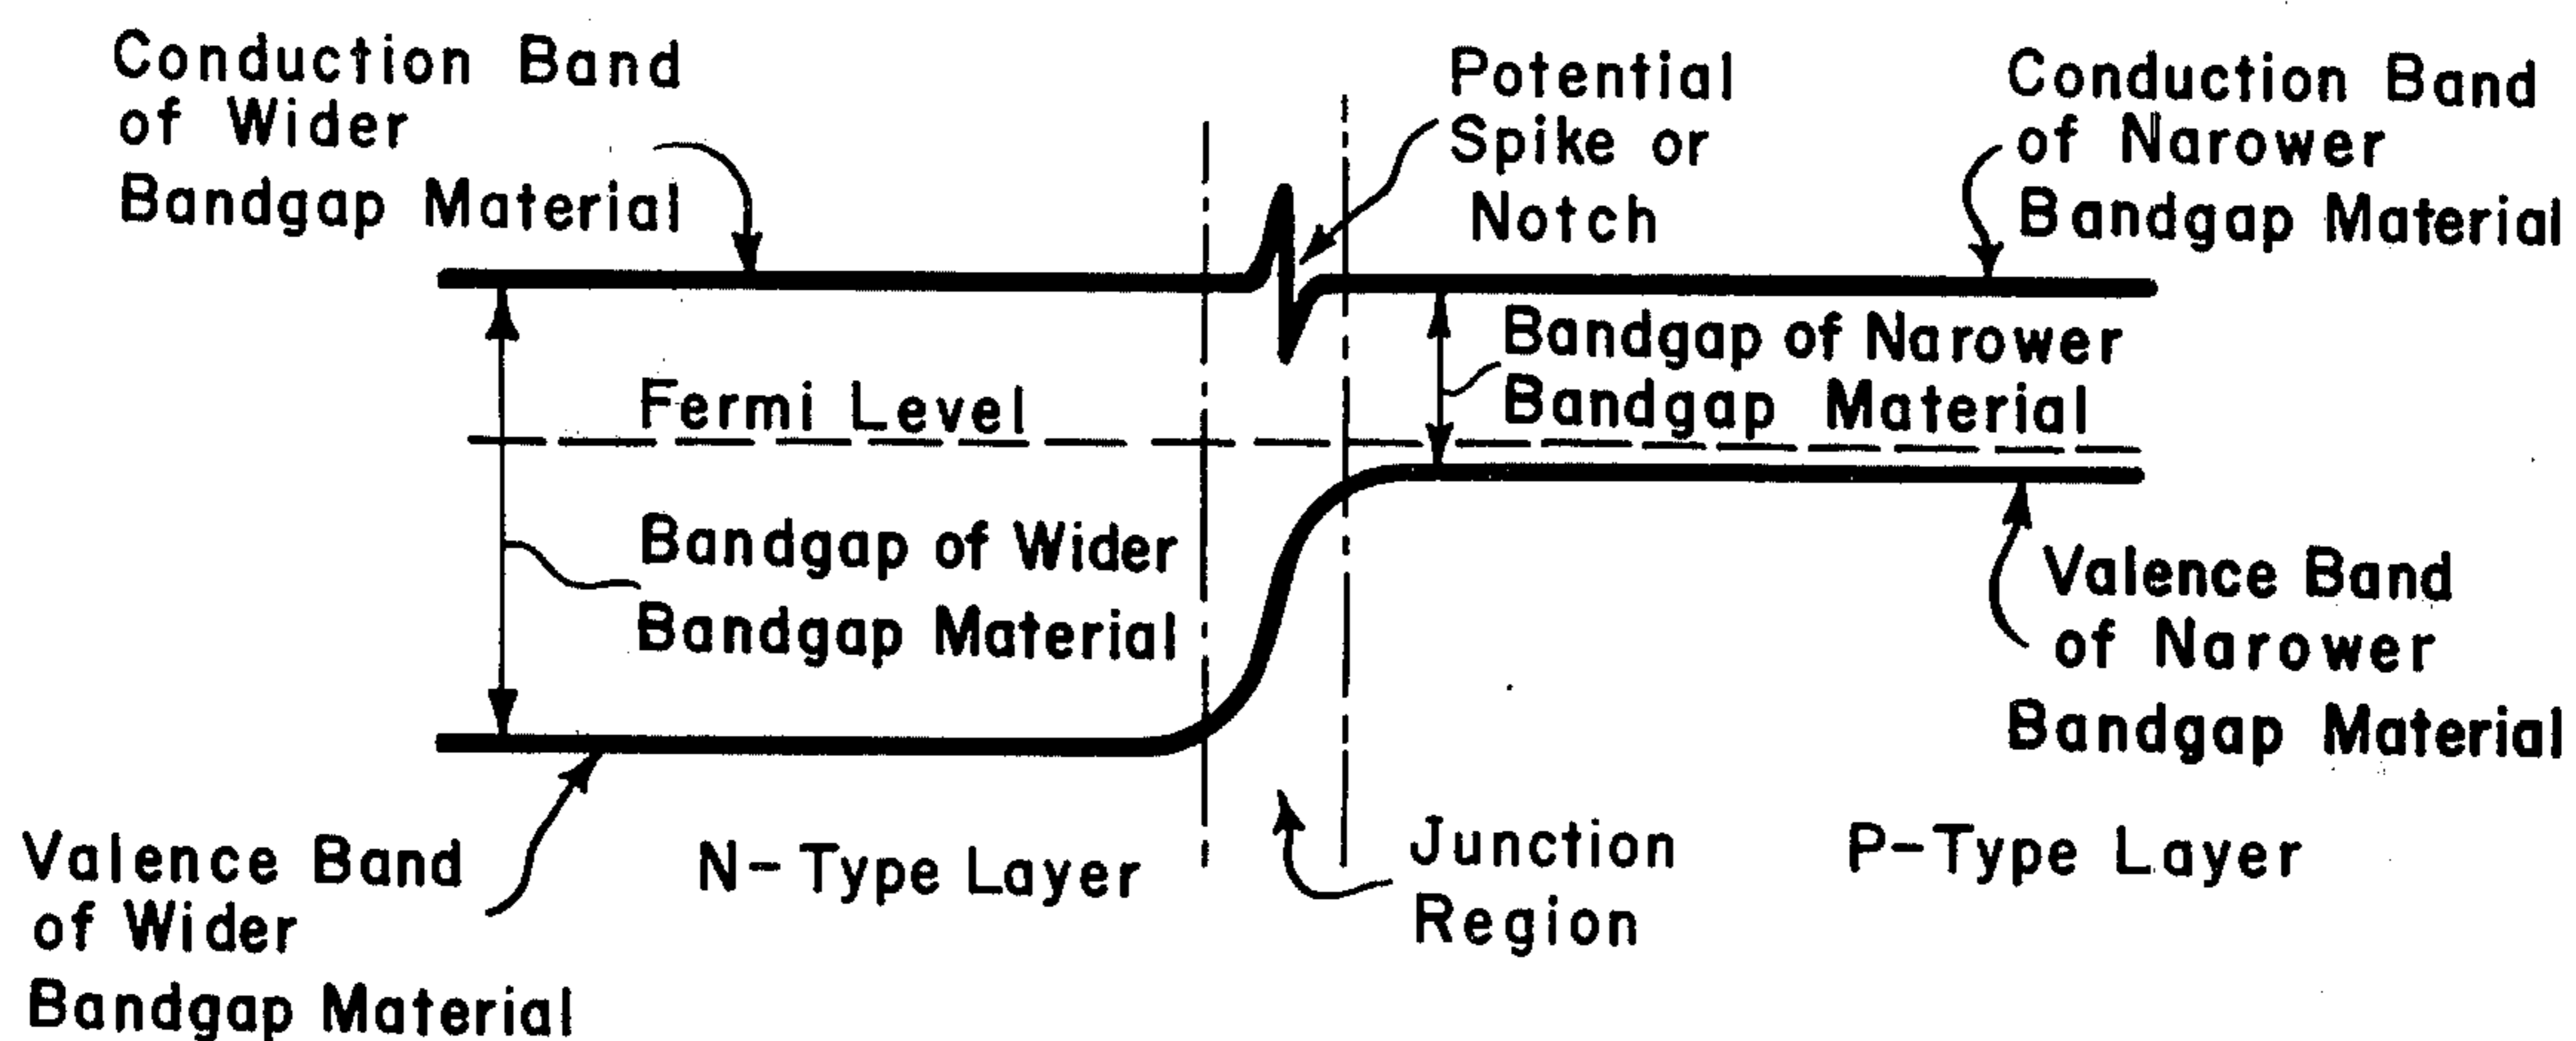 Conduction Band
of Wider
Bandgap Material
Potential
Spike or
Notch
Conduction Band
of Narower
Bandgap Material
Bandgap of Narower
Bandgap Material
Fermi Level
Bandgap of Wider
Bandgap Material
Valence Band
of Narower
Bandgap Material
Valence Band
of Wider
Bandgap Material
N-Type Layer
Junction
Region
P-Type Layer